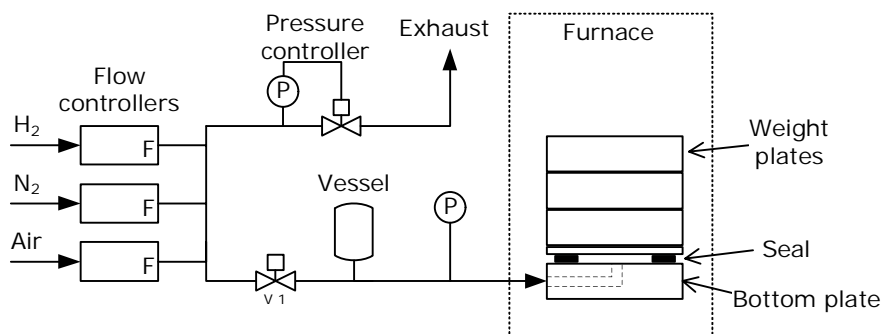 Pressure
controller
Exhaust
Furnace
Flow
controllers
P
H₂
F
Weight
plates
N₂
F
Vessel
P
Air
F
Seal
V 1
Bottom plate